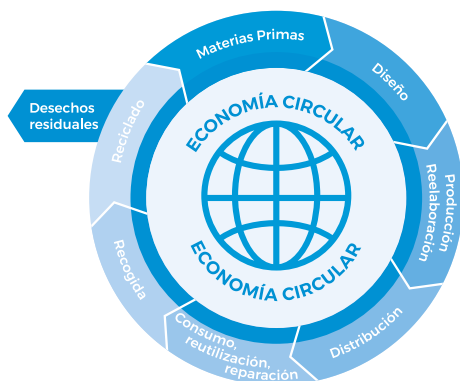 Materias Primas
Diseño
Producción
Reelaboración
Distribución
Consumo,
reutilización,
reparación
Recogida
Reciclado
Desechos
residuales
ECONOMÍA CIRCULAR
ECONOMÍA CIRCULAR